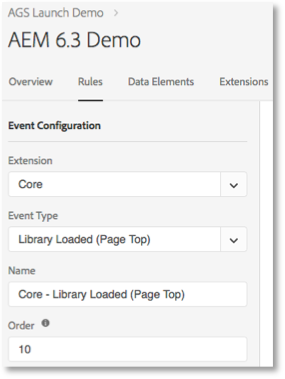 AGS Launch Demo >
AEM 6.3 Demo
Overview Rules Data Elements Extensions
Event Configuration
Extension
Core
Event Type
Library Loaded (Page Top)
Name
Core - Library Loaded (Page Top)
Order
10